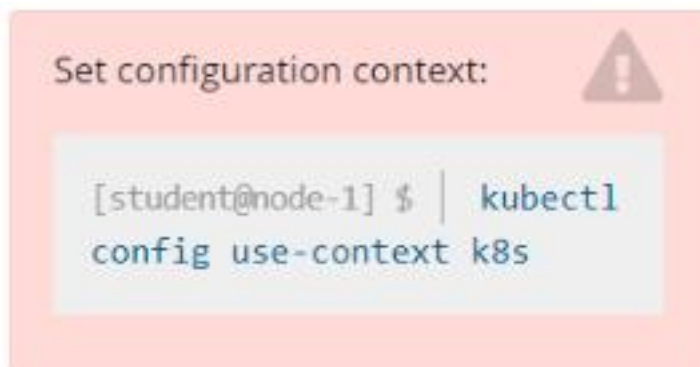 Set configuration context:
[student@node-1] $ | kubectl
config use-context k8s